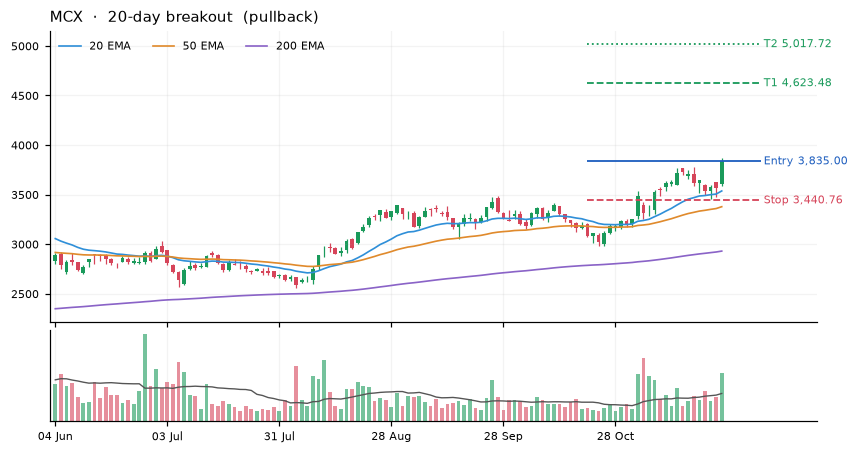 MCX · 20-day breakout (pullback)
20 EMA 50 EMA 200 EMA
T2 5,017.72
T1 4,623.48
Entry 3,835.00
Stop 3,440.76
5000
4500
4000
3500
3000
2500
04 Jun 03 Jul 31 Jul 28 Aug 28 Sep 28 Oct